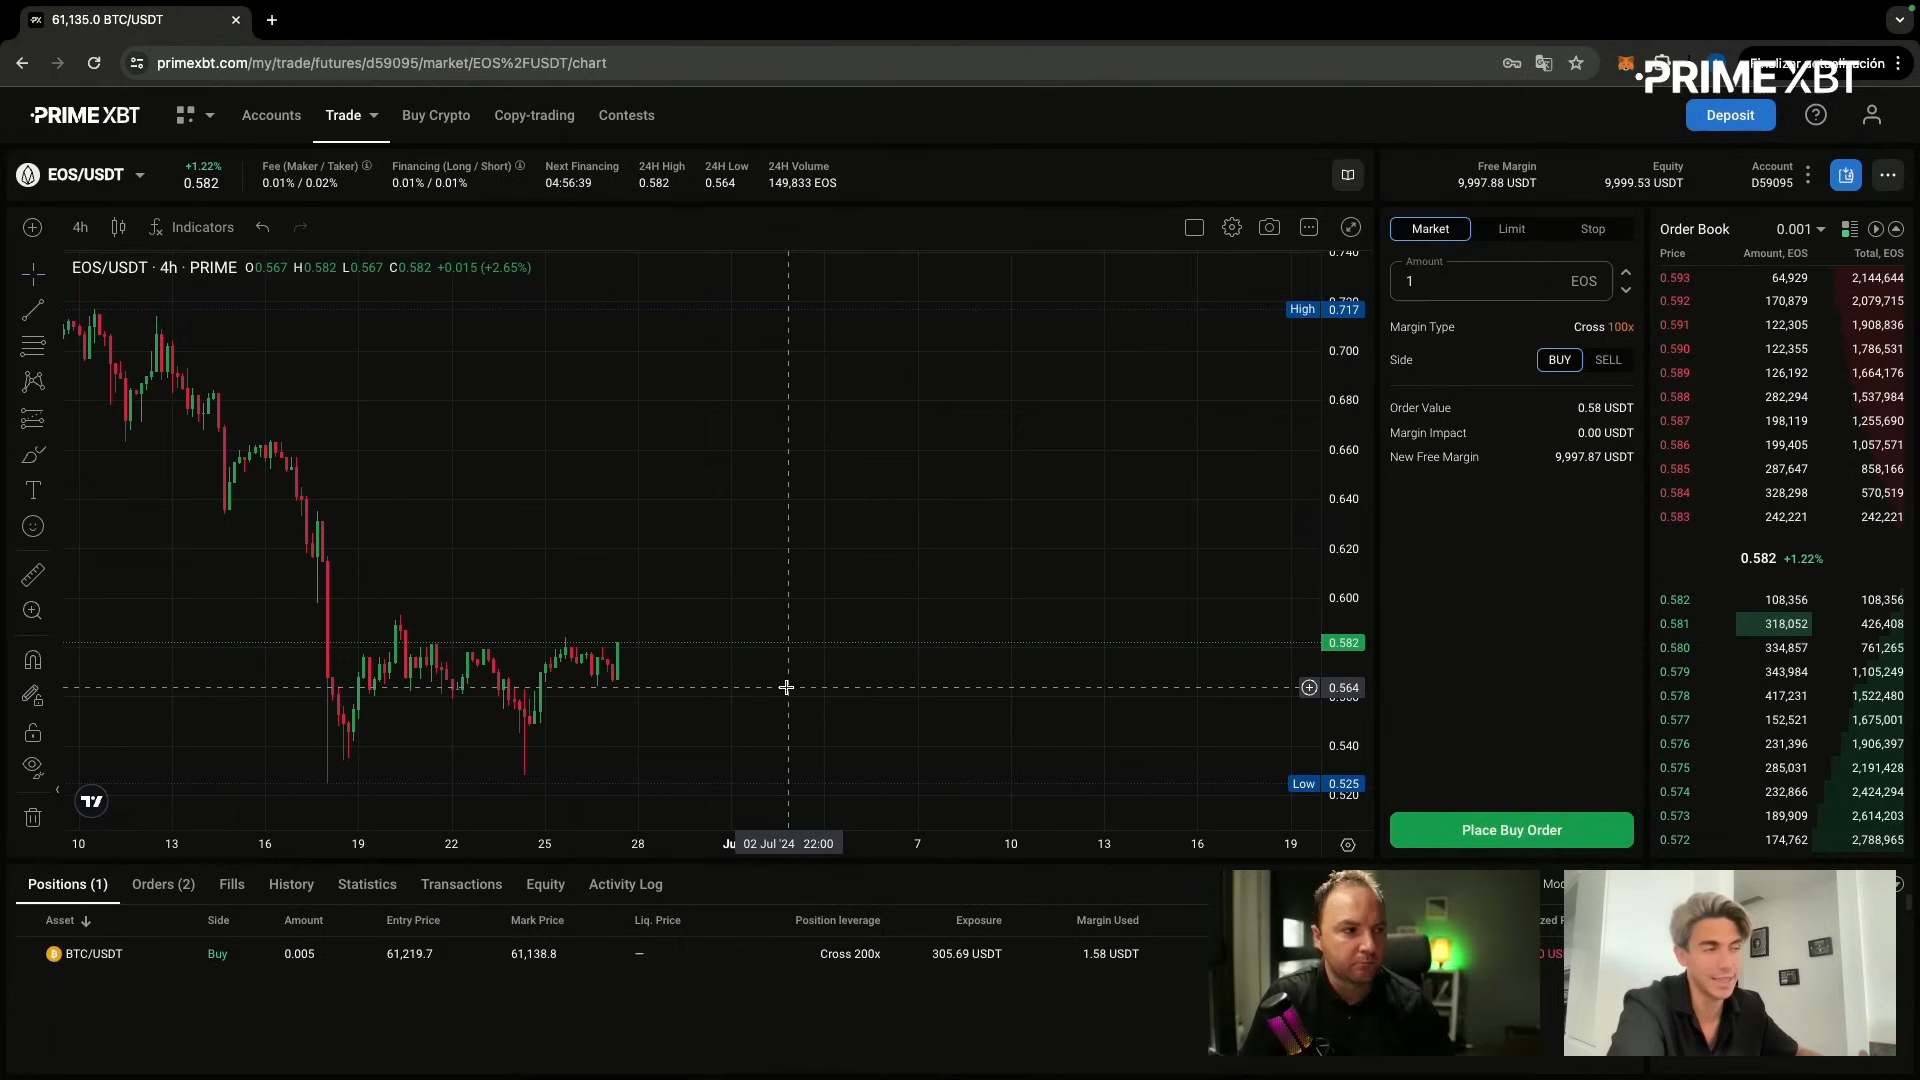 61,135.0 BTC/USDT
primexbt.com/my/trade/futures/d59095/market/EOS%2FUSDT/chart
PRIME XBT
PRIME XBT
Accounts
Trade
Buy Crypto
Copy-trading
Contests
Deposit
EOS/USDT
+1.22%
0.582
Fee (Maker / Taker)
0.01% / 0.02%
Financing (Long / Short)
0.01% / 0.01%
Next Financing
04:56:39
24H High
0.582
24H Low
0.564
24H Volume
149,833 EOS
Free Margin
9,997.88 USDT
Equity
9,999.53 USDT
Account
D59095
4h
Indicators
EOS/USDT · 4h · PRIME O0.567 H0.582 L0.567 C0.582 +0.015 (+2.65%)
0.740
High 0.717
0.700
0.680
0.660
0.640
0.620
0.600
0.582
0.564
0.540
Low 0.525
0.520
10 13 16 19 22 25 28 02 Jul '24 22:00 7 10 13 16 19
Market
Limit
Stop
Amount
1
EOS
Margin Type Cross 100x
Side BUY SELL
Order Value 0.58 USDT
Margin Impact 0.00 USDT
New Free Margin 9,997.87 USDT
Place Buy Order
Order Book 0.001
Price Amount, EOS Total, EOS
0.593 64,929 2,144,644
0.592 170,879 2,079,715
0.591 122,305 1,908,836
0.590 122,355 1,786,531
0.589 126,192 1,664,176
0.588 282,294 1,537,984
0.587 198,119 1,255,690
0.586 199,405 1,057,571
0.585 287,647 858,166
0.584 328,298 570,519
0.583 242,221 242,221
0.582 +1.22%
0.582 108,356 108,356
0.581 318,052 426,408
0.580 334,857 761,265
0.579 343,984 1,105,249
0.578 417,231 1,522,480
0.577 152,521 1,675,001
0.576 231,396 1,906,397
0.575 285,031 2,191,428
0.574 232,866 2,424,294
0.573 189,909 2,614,203
0.572 174,762 2,788,965
Positions (1)
Orders (2)
Fills
History
Statistics
Transactions
Equity
Activity Log
Asset Side Amount Entry Price Mark Price Liq. Price Position leverage Exposure Margin Used
BTC/USDT Buy 0.005 61,219.7 61,138.8 – Cross 200x 305.69 USDT 1.58 USDT